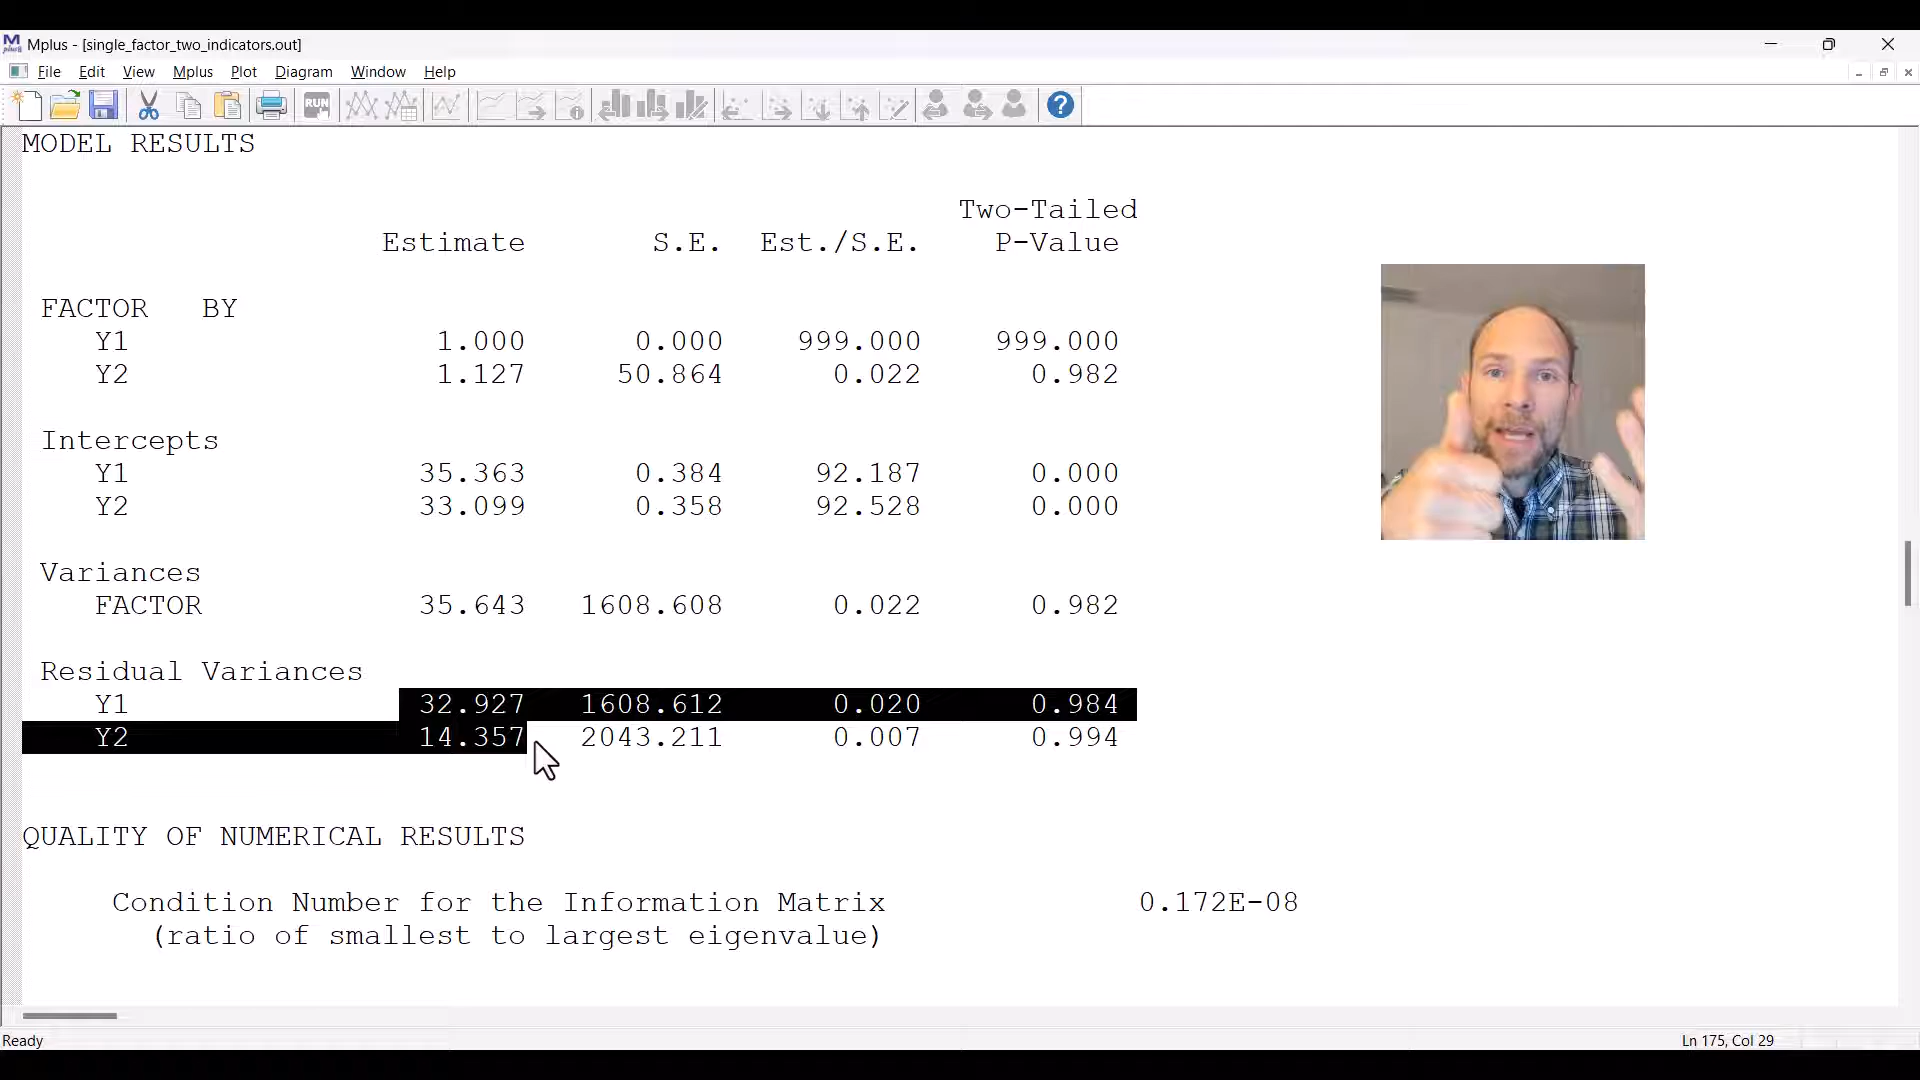 Mplus - [single_factor_two_indicators.out]
File Edit View Mplus Plot Diagram Window Help
RUN
MODEL RESULTS
Two-Tailed
Estimate S.E. Est./S.E. P-Value
FACTOR BY
Y1 1.000 0.000 999.000 999.000
Y2 1.127 50.864 0.022 0.982
Intercepts
Y1 35.363 0.384 92.187 0.000
Y2 33.099 0.358 92.528 0.000
Variances
FACTOR 35.643 1608.608 0.022 0.982
Residual Variances
Y1 32.927 1608.612 0.020 0.984
Y2 14.357 2043.211 0.007 0.994
QUALITY OF NUMERICAL RESULTS
Condition Number for the Information Matrix 0.172E-08
(ratio of smallest to largest eigenvalue)
Ready Ln 175, Col 29